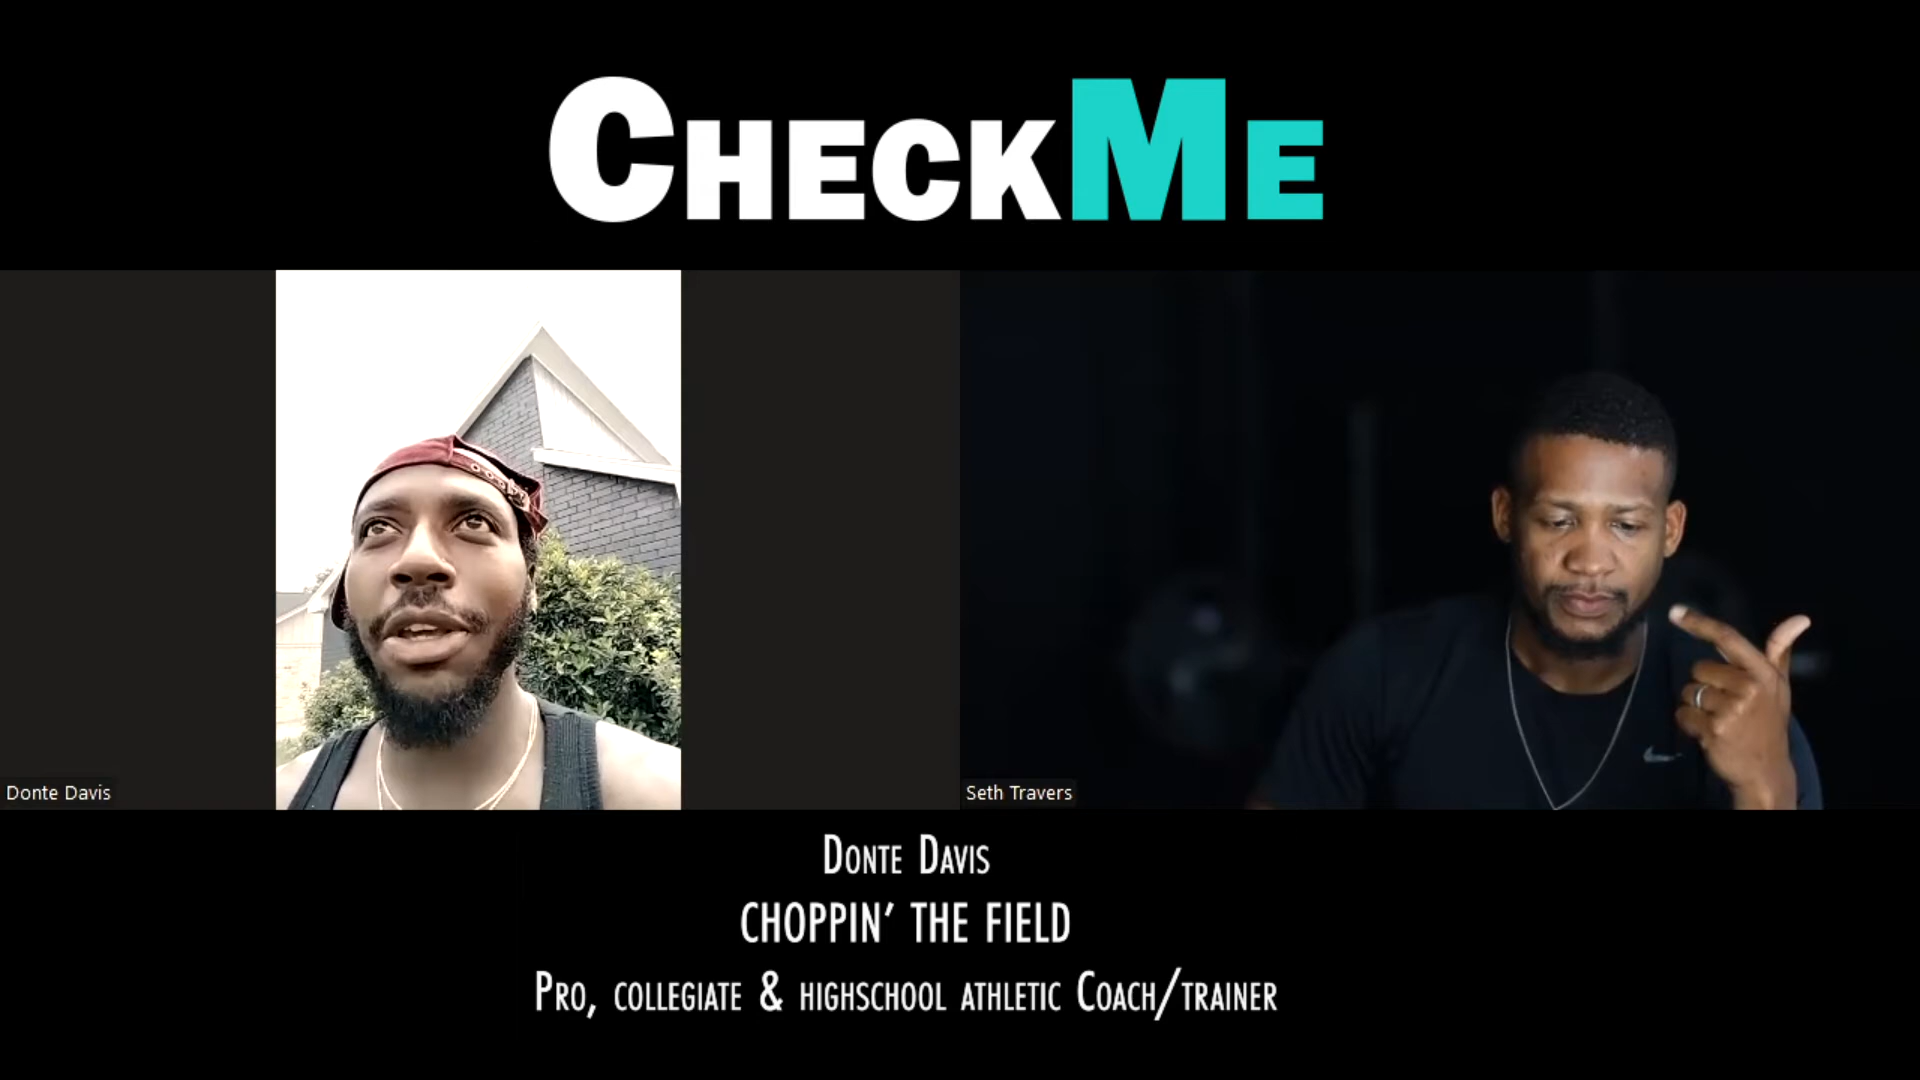 CHECKME
Donte Davis
Seth Travers
DONTE DAVIS
CHOPPIN' THE FIELD
PRO, COLLEGIATE & HIGHSCHOOL ATHLETIC COACH/TRAINER